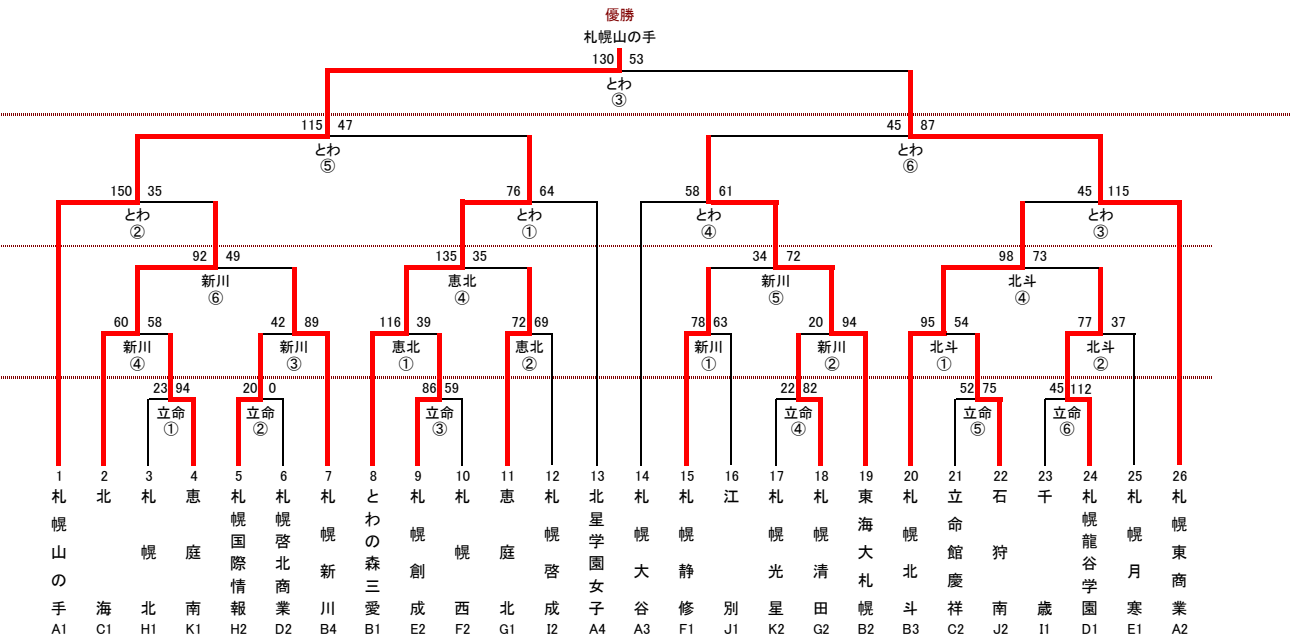 優勝
札幌山の手
130 53
とわ
③
115 47
とわ
⑤
45 87
とわ
⑥
150 35
とわ
②
76 64
とわ
①
58 61
とわ
④
45 115
とわ
③
92 49
新川
⑥
135 35
恵北
④
34 72
新川
⑤
98 73
北斗
④
60 58
新川
④
42 89
新川
③
116 39
恵北
①
72 69
恵北
②
78 63
新川
①
20 94
新川
②
95 54
北斗
①
77 37
北斗
②
23 94
立命
①
20 0
立命
②
86 59
立命
③
22 82
立命
④
52 75
立命
⑤
45 112
立命
⑥
1 札幌山の手 A1
2 北海 C1
3 札幌北 H1
4 恵庭南 K1
5 札幌国際情報 H2
6 札幌啓北商業 D2
7 札幌新川 B4
8 とわの森三愛 B1
9 札幌創成 E2
10 札幌西 F2
11 恵庭北 G1
12 札幌啓成 I2
13 北星学園女子 A4
14 札幌大谷 A3
15 札幌静修 F1
16 江別 J1
17 札幌光星 K2
18 札幌清田 G2
19 東海大札幌 B2
20 札幌北斗 B3
21 立命館慶祥 C2
22 石狩南 J2
23 千歳 I1
24 札幌龍谷学園 D1
25 札幌月寒 E1
26 札幌東商業 A2